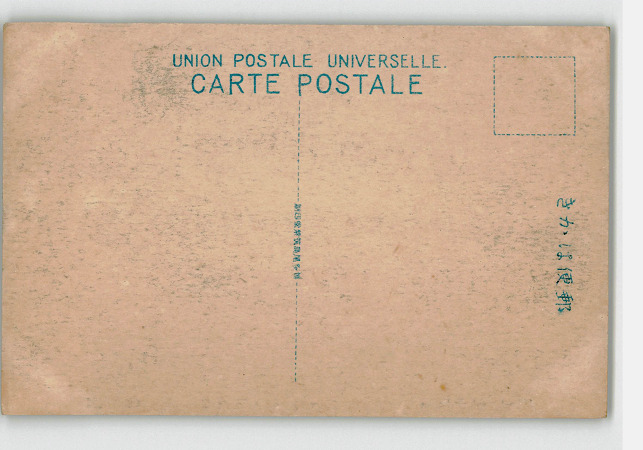 UNION POSTALE UNIVERSELLE.
CARTE POSTALE
きかは便郵